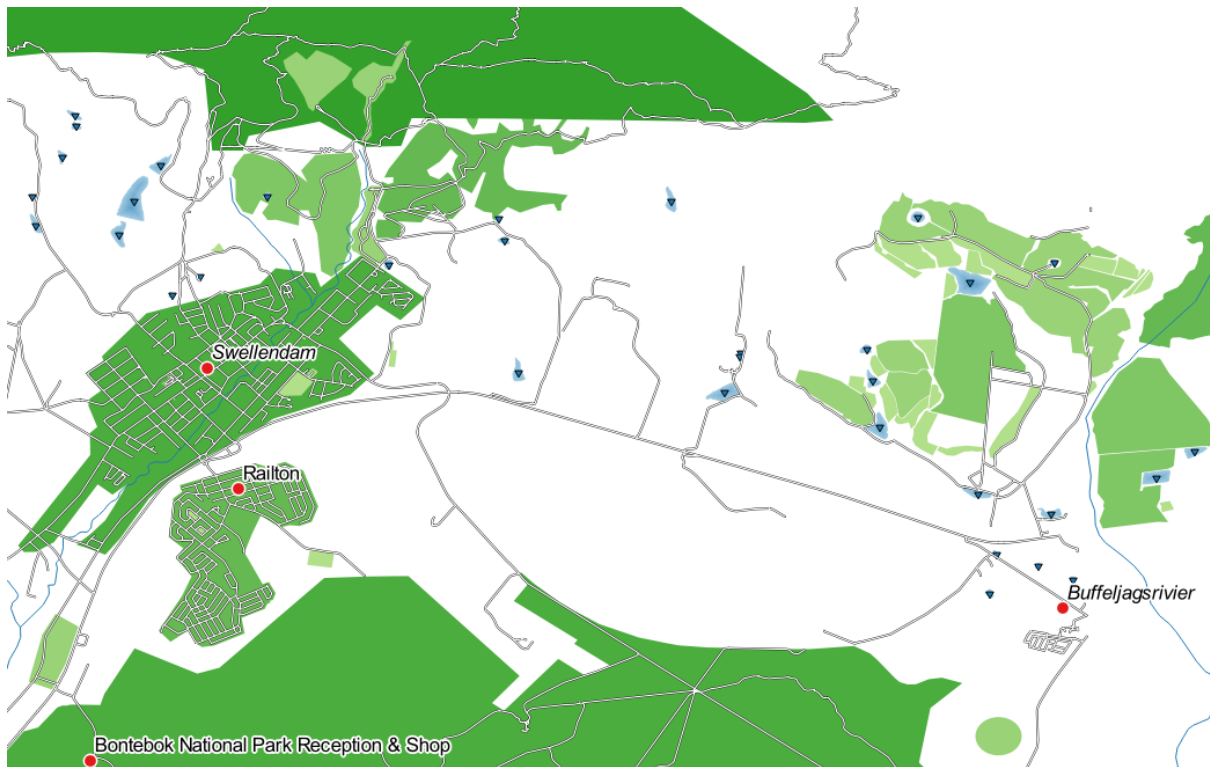 Swellendam
Railton
Buffeljagsrivier
Bontebok National Park Reception & Shop